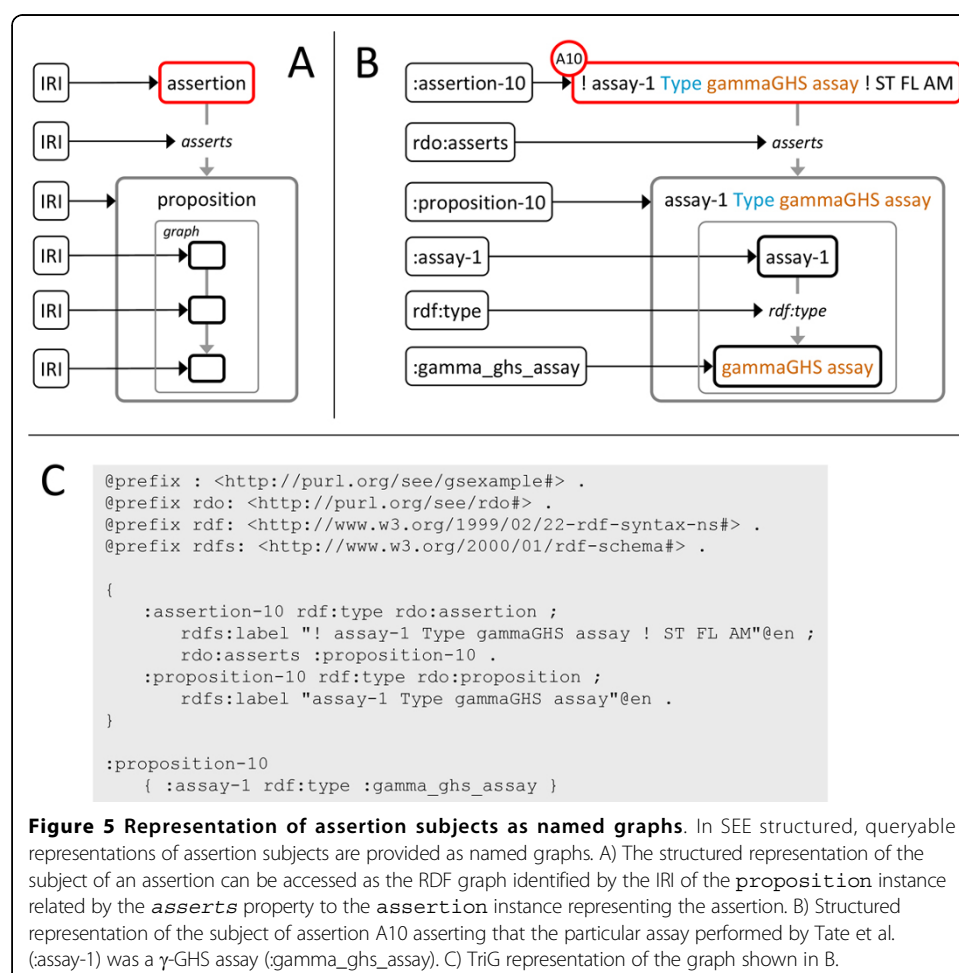 A
IRI assertion
IRI asserts
IRI proposition
graph
IRI
IRI
IRI
B
A10
:assertion-10 ! assay-1 Type gammaGHS assay ! ST FL AM
rdo:asserts asserts
:proposition-10 assay-1 Type gammaGHS assay
:assay-1 assay-1
rdf:type rdf:type
:gamma_ghs_assay gammaGHS assay
C
@prefix : <http://purl.org/see/gsexample#> .
@prefix rdo: <http://purl.org/see/rdo#> .
@prefix rdf: <http://www.w3.org/1999/02/22-rdf-syntax-ns#> .
@prefix rdfs: <http://www.w3.org/2000/01/rdf-schema#> .
{
:assertion-10 rdf:type rdo:assertion ;
rdfs:label "! assay-1 Type gammaGHS assay ! ST FL AM"@en ;
rdo:asserts :proposition-10 .
:proposition-10 rdf:type rdo:proposition ;
rdfs:label "assay-1 Type gammaGHS assay"@en .
}
:proposition-10
{ :assay-1 rdf:type :gamma_ghs_assay }
Figure 5 Representation of assertion subjects as named graphs. In SEE structured, queryable
representations of assertion subjects are provided as named graphs. A) The structured representation of the
subject of an assertion can be accessed as the RDF graph identified by the IRI of the proposition instance
related by the asserts property to the assertion instance representing the assertion. B) Structured
representation of the subject of assertion A10 asserting that the particular assay performed by Tate et al.
(:assay-1) was a γ-GHS assay (:gamma_ghs_assay). C) TriG representation of the graph shown in B.